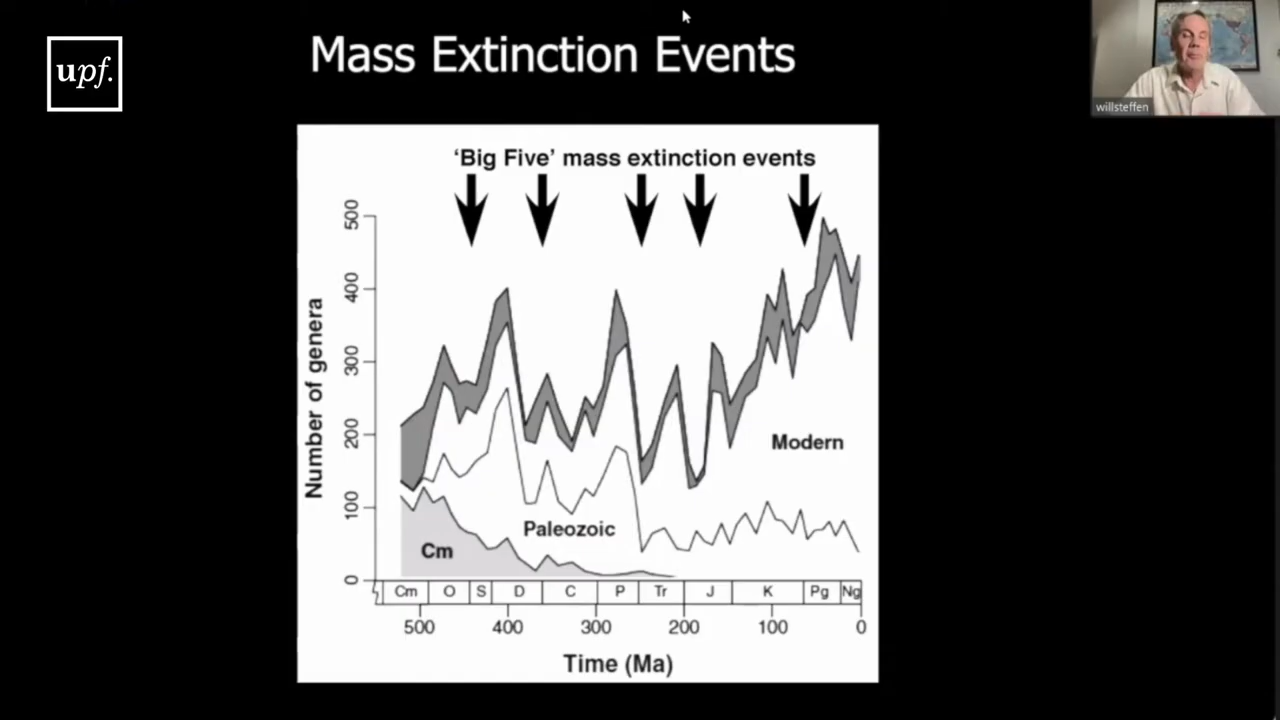 Mass Extinction Events
upf.
willsteffen
‘Big Five’ mass extinction events
Number of genera
500
400
300
200
100
0
Modern
Paleozoic
Cm
Cm O S D C P Tr J K Pg Ng
500 400 300 200 100 0
Time (Ma)